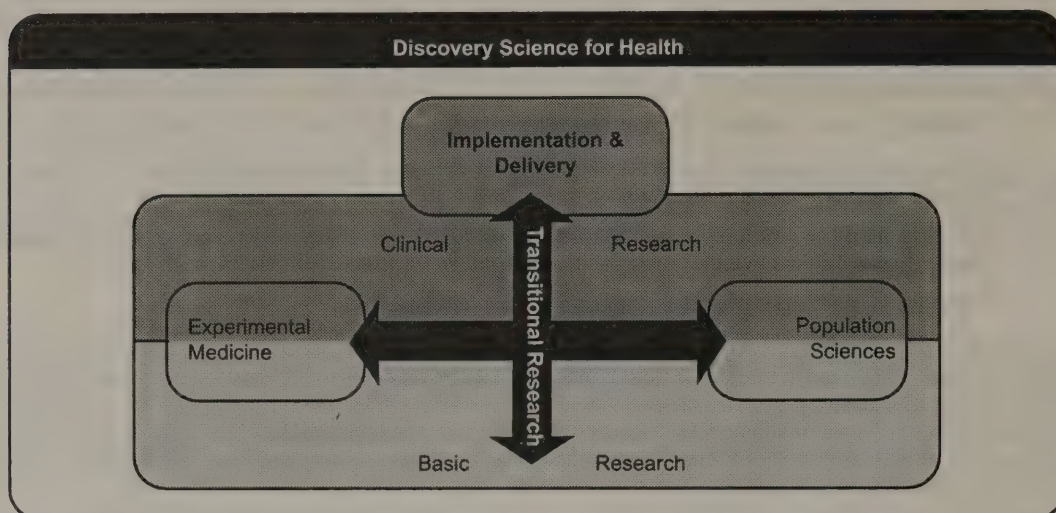 Discovery Science for Health
Implementation &
Delivery
Clinical Research
Transitional Research
Experimental
Medicine
Population
Sciences
Basic Research